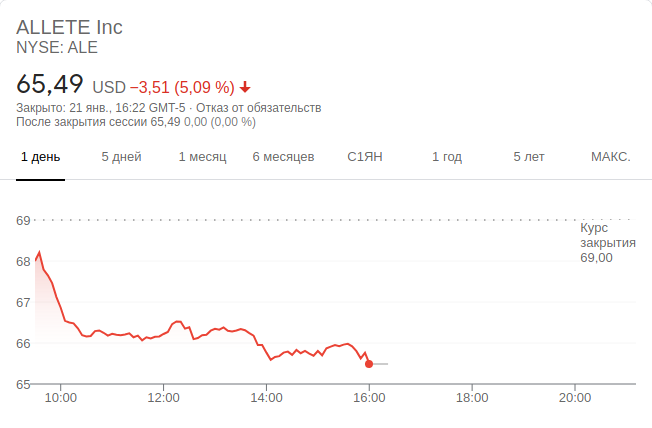 ALLETE Inc
NYSE: ALE
65,49 USD −3,51 (5,09 %)
Закрыто: 21 янв., 16:22 GMT-5 · Отказ от обязательств
После закрытия сессии 65,49 0,00 (0,00 %)
1 день 5 дней 1 месяц 6 месяцев С1ЯН 1 год 5 лет МАКС.
69
Курс
закрытия
69,00
68
67
66
65
10:00 12:00 14:00 16:00 18:00 20:00